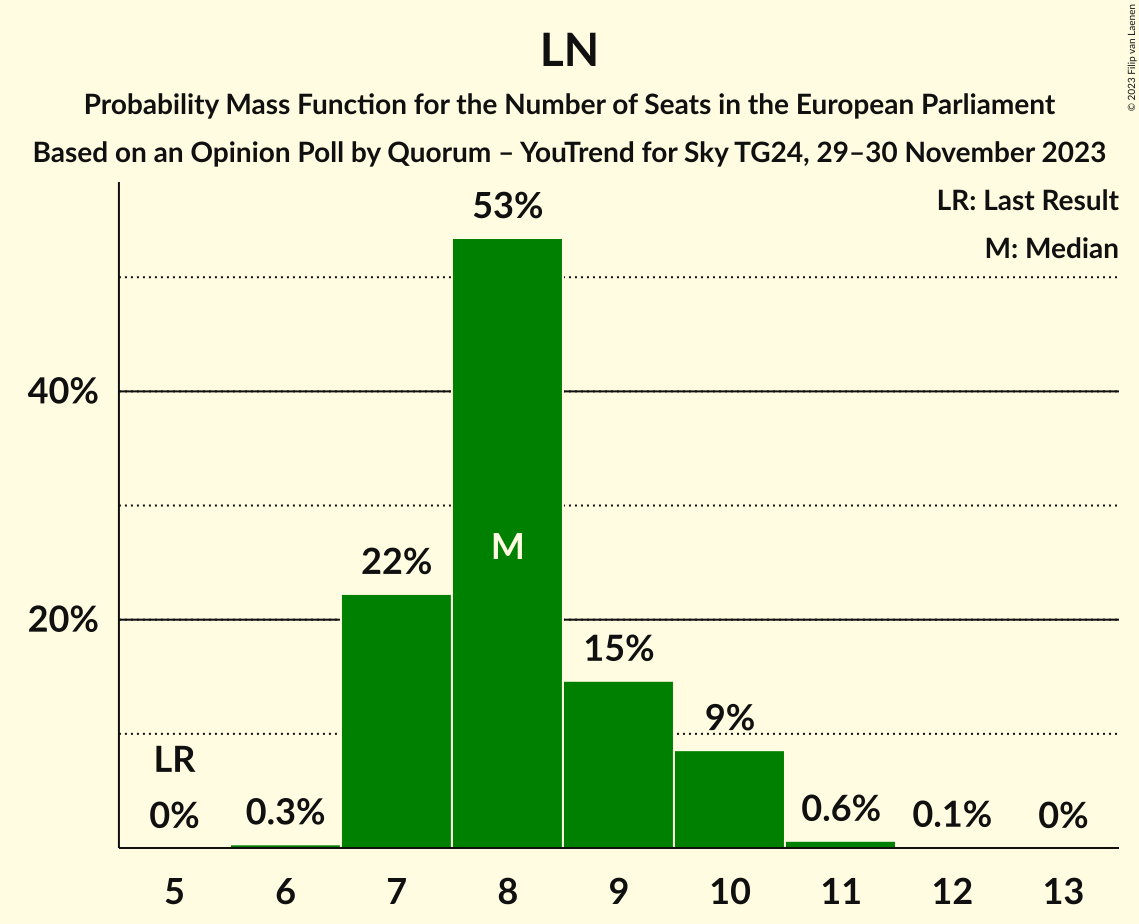 LN
Probability Mass Function for the Number of Seats in the European Parliament
Based on an Opinion Poll by Quorum – YouTrend for Sky TG24, 29–30 November 2023
© 2023 Filip van Laenen
LR: Last Result
M: Median
53%
40%
M
22%
20%
15%
9%
LR
0%
0.3%
0.6%
0.1%
0%
5 6 7 8 9 10 11 12 13